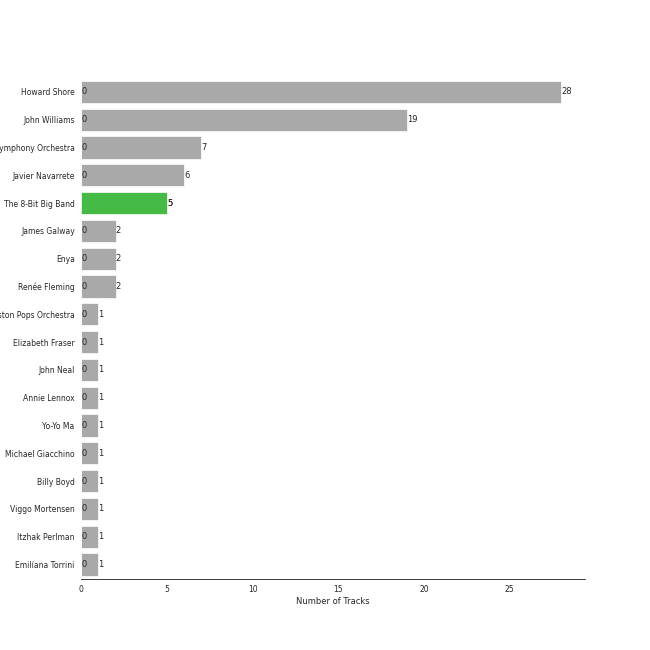 Howard Shore 0 28
John Williams 0 19
Symphony Orchestra 0 7
Javier Navarrete 0 6
The 8-Bit Big Band 5
James Galway 0 2
Enya 0 2
Renée Fleming 0 2
Pops Orchestra 0 1
Elizabeth Fraser 0 1
John Neal 0 1
Annie Lennox 0 1
Yo-Yo Ma 0 1
Michael Giacchino 0 1
Billy Boyd 0 1
Viggo Mortensen 0 1
Itzhak Perlman 0 1
Emilíana Torrini 0 1
0 5 10 15 20 25
Number of Tracks